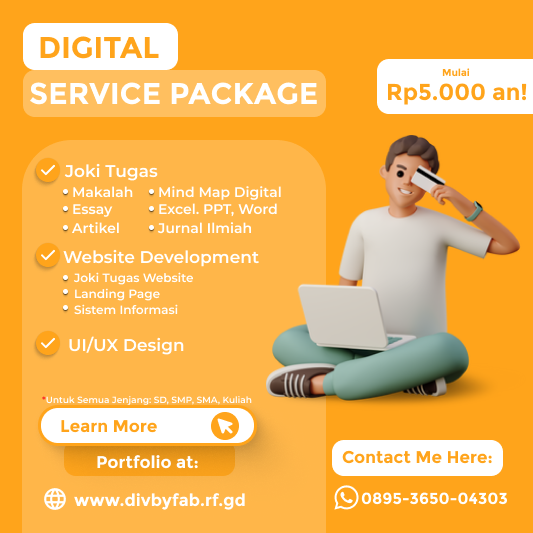 DIGITAL
SERVICE PACKAGE
Mulai
Rp5.000 an!
Joki Tugas
Makalah
Essay
Artikel
Mind Map Digital
Excel. PPT, Word
Jurnal Ilmiah
Website Development
Joki Tugas Website
Landing Page
Sistem Informasi
UI/UX Design
*Untuk Semua Jenjang: SD, SMP, SMA, Kuliah
Learn More
Portfolio at:
www.divbyfab.rf.gd
Contact Me Here:
0895-3650-04303